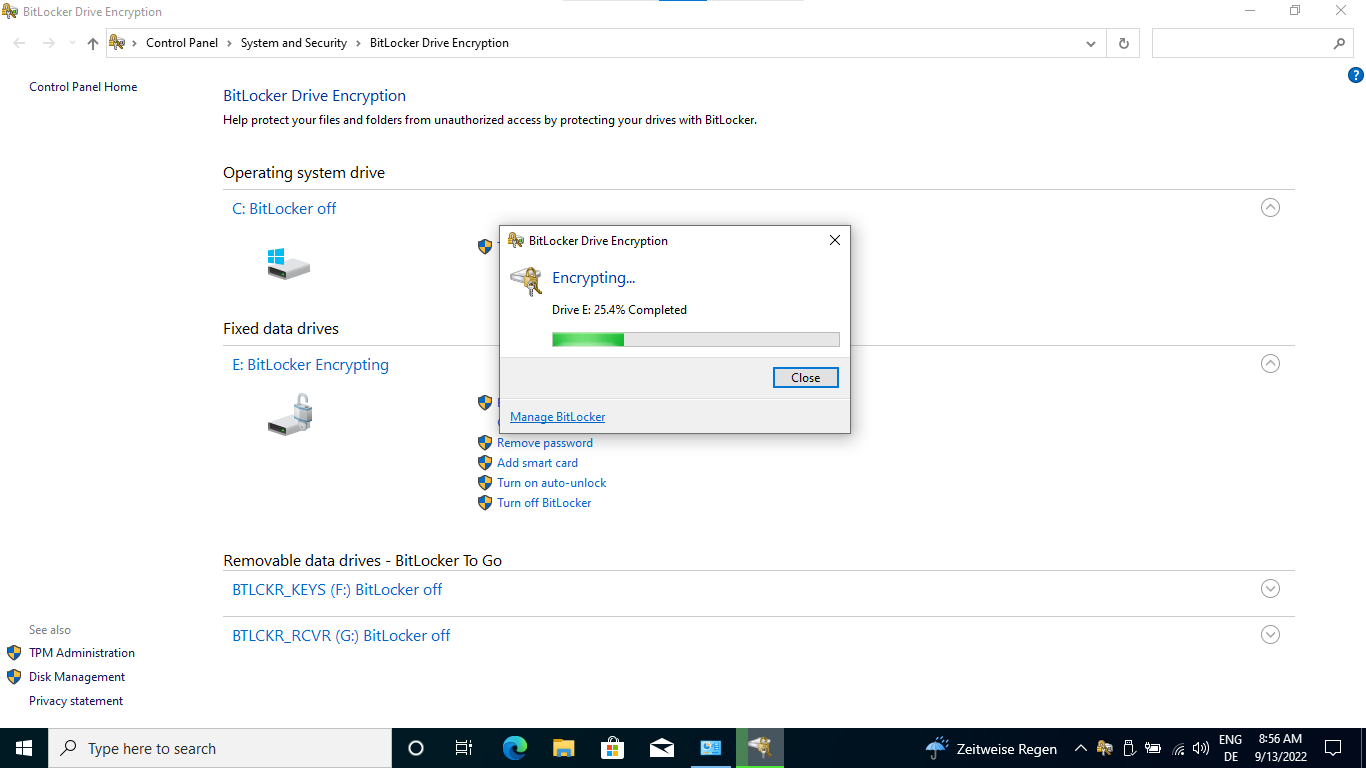 BitLocker Drive Encryption
Control Panel
System and Security
BitLocker Drive Encryption
Control Panel Home
?
BitLocker Drive Encryption
Help protect your files and folders from unauthorized access by protecting your drives with BitLocker.
Operating system drive
C: BitLocker off
BitLocker Drive Encryption
Encrypting...
Drive E: 25.4% Completed
Close
Manage BitLocker
Fixed data drives
E: BitLocker Encrypting
Remove password
Add smart card
Turn on auto-unlock
Turn off BitLocker
Removable data drives - BitLocker To Go
BTLCKR_KEYS (F:) BitLocker off
BTLCKR_RCVR (G:) BitLocker off
See also
TPM Administration
Disk Management
Privacy statement
Type here to search
Zeitweise Regen
ENG
DE
8:56 AM
9/13/2022